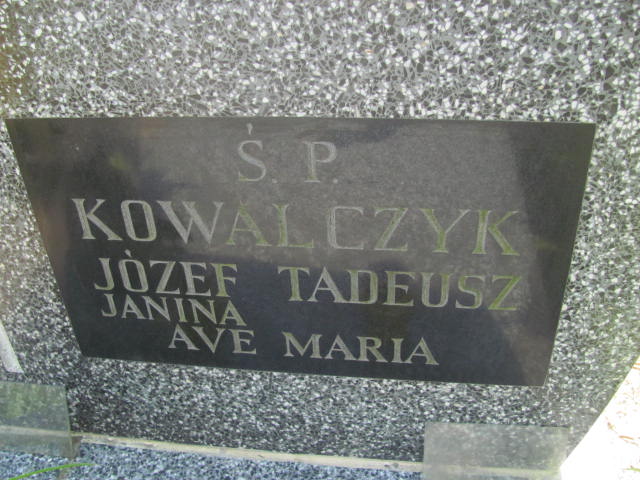 Ś. P.
KOWALCZYK
JÓZEF TADEUSZ
JANINA
AVE MARIA